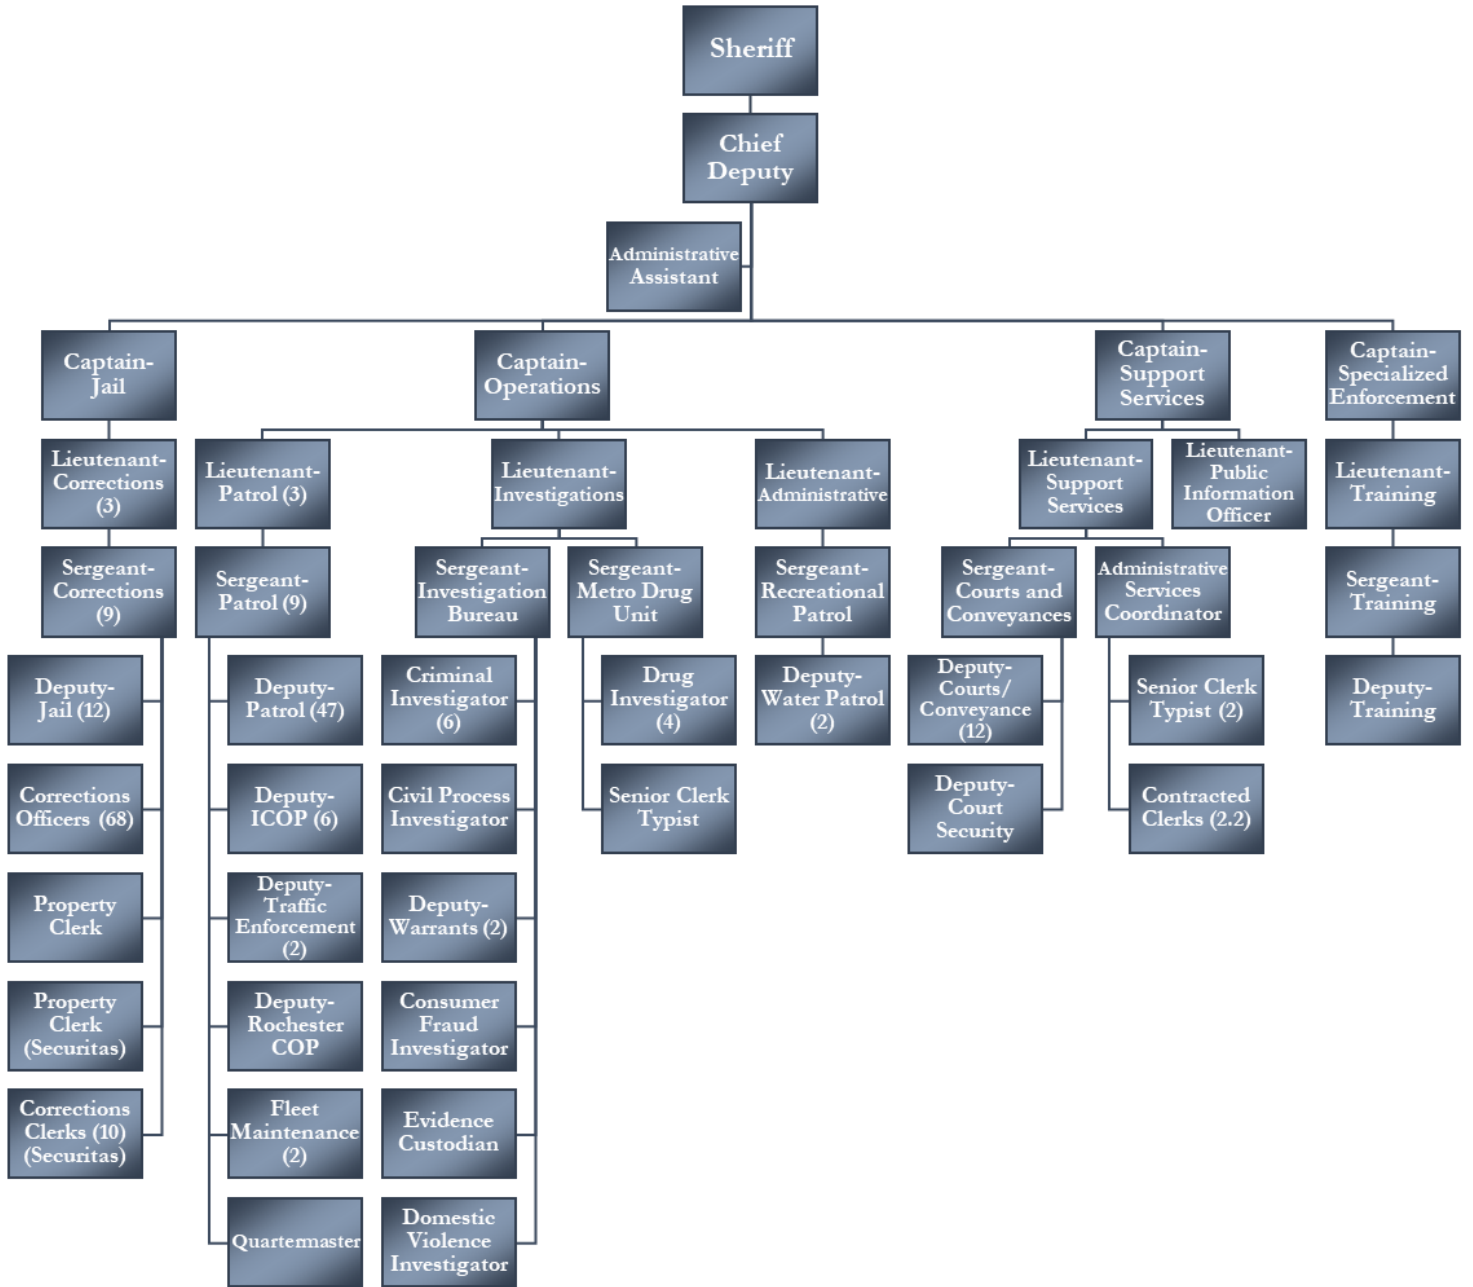 Sheriff
Chief
Deputy
Administrative
Assistant
Captain-
Jail
Captain-
Operations
Captain-
Support
Services
Captain-
Specialized
Enforcement
Lieutenant-
Corrections
(3)
Lieutenant-
Patrol (3)
Lieutenant-
Investigations
Lieutenant-
Administrative
Lieutenant-
Support
Services
Lieutenant-
Public
Information
Officer
Lieutenant-
Training
Sergeant-
Corrections
(9)
Sergeant-
Patrol (9)
Sergeant-
Investigation
Bureau
Sergeant-
Metro Drug
Unit
Sergeant-
Recreational
Patrol
Sergeant-
Courts and
Conveyances
Administrative
Services
Coordinator
Sergeant-
Training
Deputy-
Jail (12)
Deputy-
Patrol (47)
Criminal
Investigator
(6)
Drug
Investigator
(4)
Deputy-
Water Patrol
(2)
Deputy-
Courts/
Conveyance
(12)
Senior Clerk
Typist (2)
Deputy-
Training
Corrections
Officers (68)
Deputy-
ICOP (6)
Civil Process
Investigator
Senior Clerk
Typist
Deputy-
Court
Security
Contracted
Clerks (2.2)
Property
Clerk
Deputy-
Traffic
Enforcement
(2)
Deputy-
Warrants (2)
Property
Clerk
(Securitas)
Deputy-
Rochester
COP
Consumer
Fraud
Investigator
Corrections
Clerks (10)
(Securitas)
Fleet
Maintenance
(2)
Evidence
Custodian
Quartermaster
Domestic
Violence
Investigator